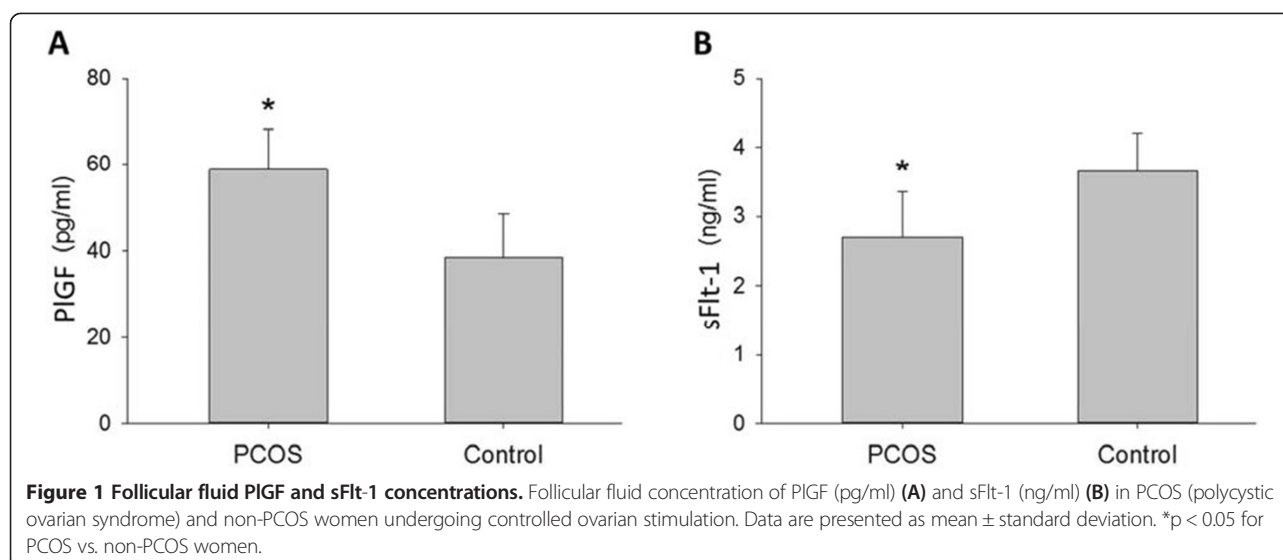 A
B
80
60
40
20
0
PlGF (pg/ml)
*
PCOS
Control
5
4
3
2
1
0
sFlt-1 (ng/ml)
*
PCOS
Control
Figure 1 Follicular fluid PlGF and sFlt-1 concentrations. Follicular fluid concentration of PlGF (pg/ml) (A) and sFlt-1 (ng/ml) (B) in PCOS (polycystic
ovarian syndrome) and non-PCOS women undergoing controlled ovarian stimulation. Data are presented as mean ± standard deviation. *p < 0.05 for
PCOS vs. non-PCOS women.